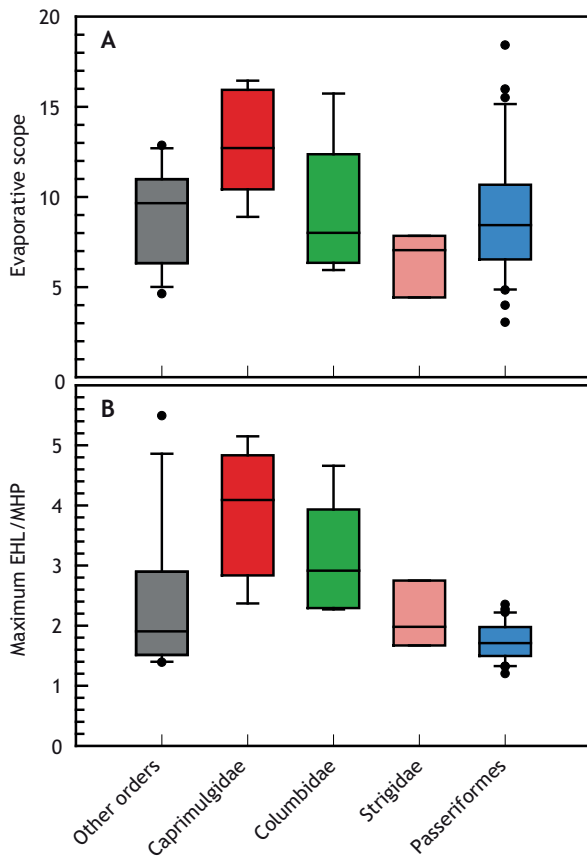 A
Evaporative scope
20
15
10
5
0
B
Maximum EHL/MHP
5
4
3
2
1
0
Other orders
Caprimulgidae
Columbidae
Strigidae
Passeriformes